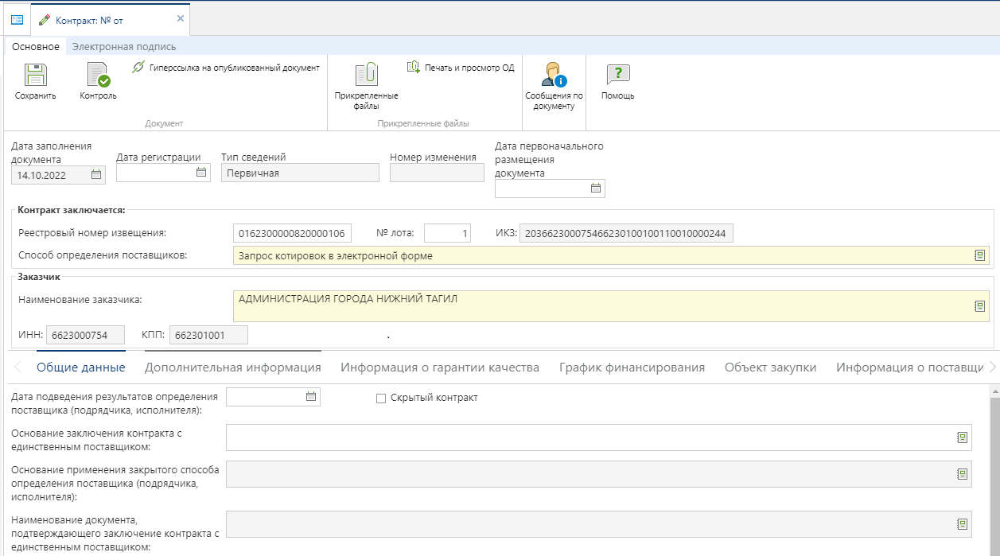 Контракт: № от
Основное Электронная подпись
Сохранить
Контроль
Гиперссылка на опубликованный документ
Документ
Прикрепленные
файлы
Печать и просмотр ОД
Прикрепленные файлы
Сообщения по
документу
Помощь
Дата заполнения
документа
14.10.2022
Дата регистрации
Тип сведений
Первичная
Номер изменения
Дата первоначального
размещения
документа
Контракт заключается:
Реестровый номер извещения: 0162300000820000106 № лота: 1 ИКЗ: 203662300075466230100100110010000244
Способ определения поставщиков: Запрос котировок в электронной форме
Заказчик
Наименование заказчика: АДМИНИСТРАЦИЯ ГОРОДА НИЖНИЙ ТАГИЛ
ИНН: 6623000754 КПП: 662301001 .
Общие данные Дополнительная информация Информация о гарантии качества График финансирования Объект закупки Информация о поставщи
Дата подведения результатов определения
поставщика (подрядчика, исполнителя):
Скрытый контракт
Основание заключения контракта с
единственным поставщиком:
Основание применения закрытого способа
определения поставщика (подрядчика,
исполнителя):
Наименование документа,
подтверждающего заключение контракта с
единственным поставщиком: